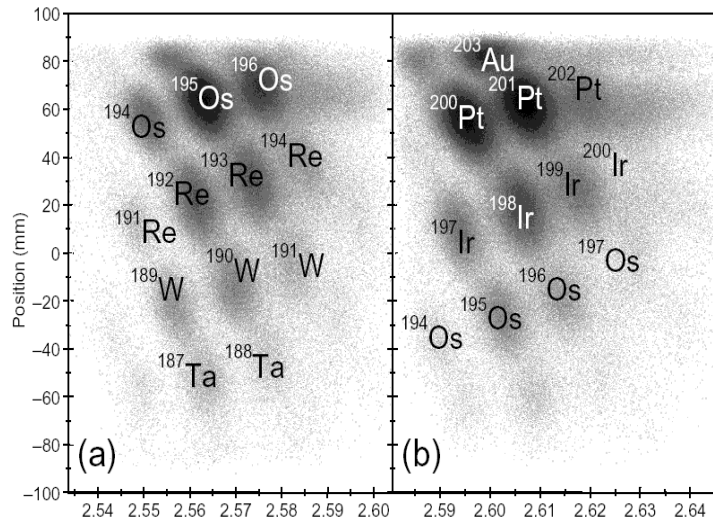 100
80
60
40
20
0
−20
−40
−60
−80
−100
Position (mm)
195Os
196Os
194Os
194Re
193Re
192Re
191Re
191W
190W
189W
188Ta
187Ta
(a)
2.54 2.55 2.56 2.57 2.58 2.59 2.60
203Au
201Pt
202Pt
200Pt
200Ir
199Ir
198Ir
197Ir
197Os
196Os
195Os
194Os
(b)
2.59 2.60 2.61 2.62 2.63 2.64